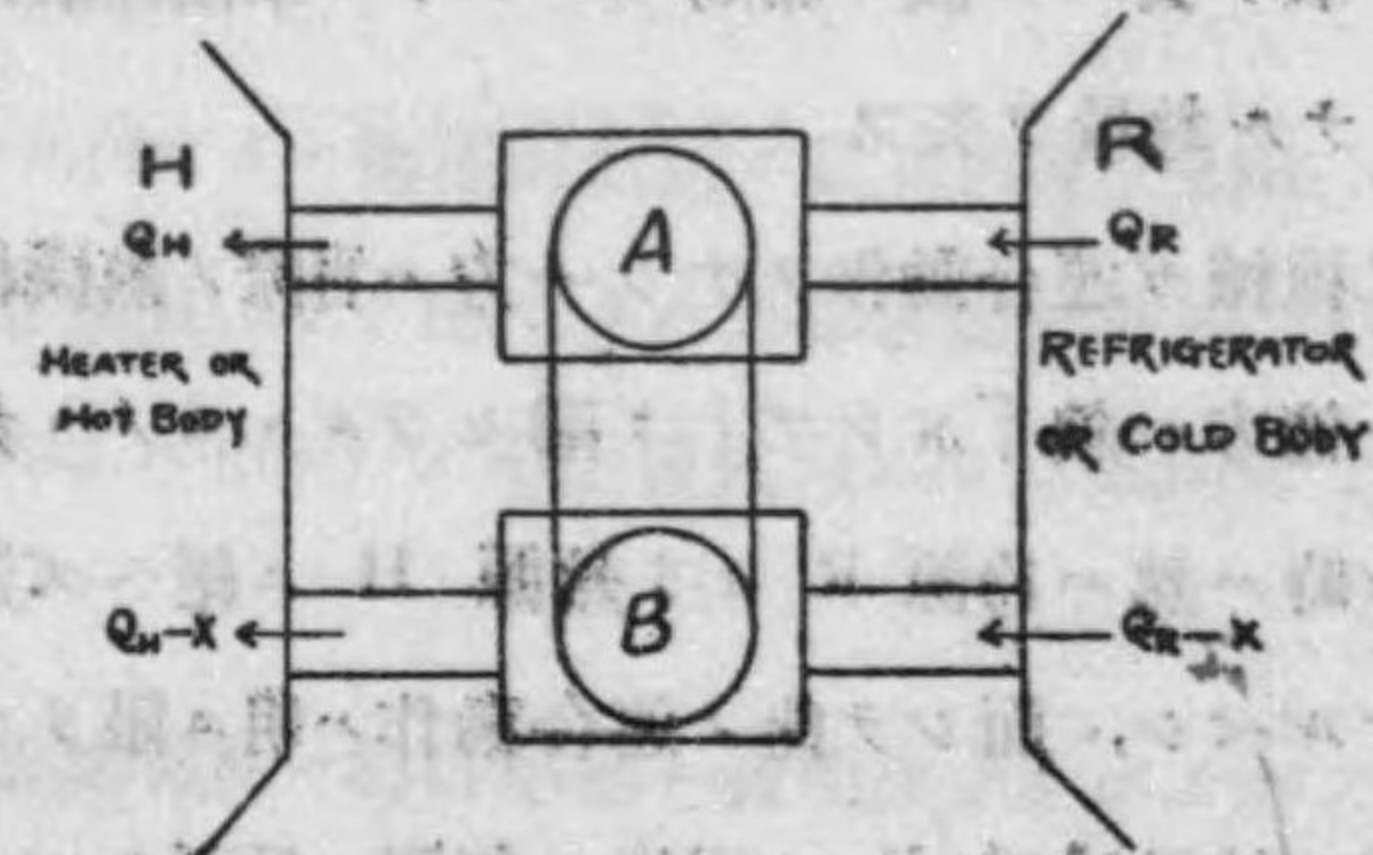 H
R
QH
A
QR
HEATER OR
HOT BODY
REFRIGERATOR
OR COLD BODY
QH-X
B
QR-X